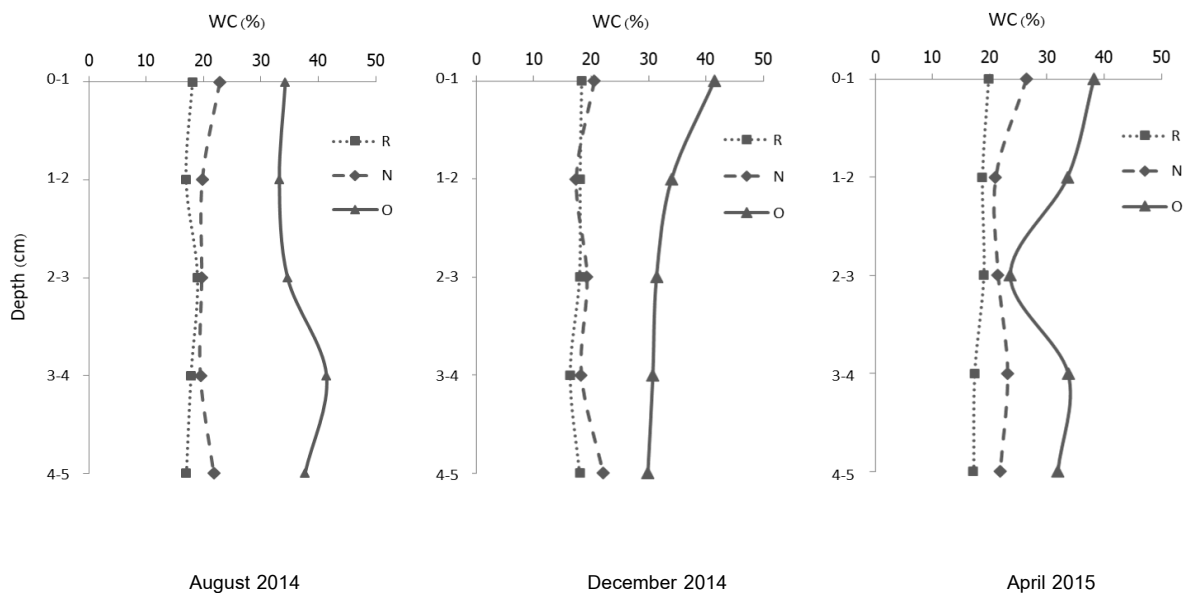 WC (%)
0 10 20 30 40 50
0-1
1-2
2-3
3-4
4-5
Depth (cm)
R
N
O
August 2014
WC (%)
0 10 20 30 40 50
0-1
1-2
2-3
3-4
4-5
R
N
O
December 2014
WC (%)
0 10 20 30 40 50
0-1
1-2
2-3
3-4
4-5
R
N
O
April 2015